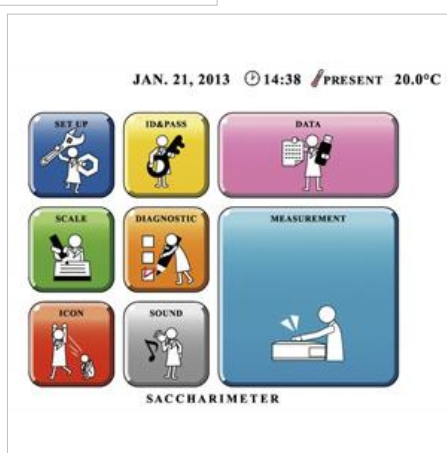 JAN. 21, 2013 14:38 PRESENT 20.0°C
SET UP ID&PASS DATA
SCALE DIAGNOSTIC MEASUREMENT
ICON SOUND
SACCHARIMETER